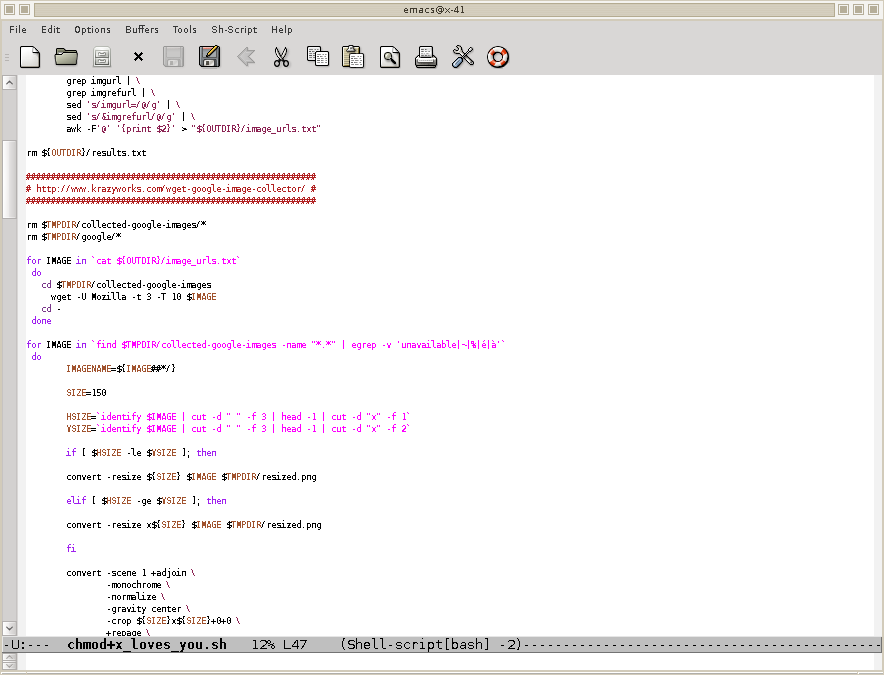 emacs@x-41
File Edit Options Buffers Tools Sh-Script Help
grep imgurl | \
grep imgrefurl | \
sed 's/imgurl=/@/g' | \
sed 's/&imgrefurl/@/g' | \
awk -F'@' '{print $2}' > "${OUTDIR}/image_urls.txt"
rm ${OUTDIR}/results.txt
##########################################################
# http://www.krazyworks.com/wget-google-image-collector/ #
##########################################################
rm $TMPDIR/collected-google-images/*
rm $TMPDIR/google/*
for IMAGE in `cat ${OUTDIR}/image_urls.txt`
do
cd $TMPDIR/collected-google-images
wget -U Mozilla -t 3 -T 10 $IMAGE
cd -
done
for IMAGE in `find $TMPDIR/collected-google-images -name "*.*" | egrep -v 'unavailable|~|%|é|à'`
do
IMAGENAME=${IMAGE##*/}
SIZE=150
HSIZE=`identify $IMAGE | cut -d " " -f 3 | head -1 | cut -d "x" -f 1`
YSIZE=`identify $IMAGE | cut -d " " -f 3 | head -1 | cut -d "x" -f 2`
if [ $HSIZE -le $YSIZE ]; then
convert -resize ${SIZE} $IMAGE $TMPDIR/resized.png
elif [ $HSIZE -ge $YSIZE ]; then
convert -resize x${SIZE} $IMAGE $TMPDIR/resized.png
fi
convert -scene 1 +adjoin \
-monochrome \
-normalize \
-gravity center \
-crop ${SIZE}x${SIZE}+0+0 \
+repage \
-U:--- chmod+x_loves_you.sh 12% L47 (Shell-script[bash] -2)--------------------------------------------